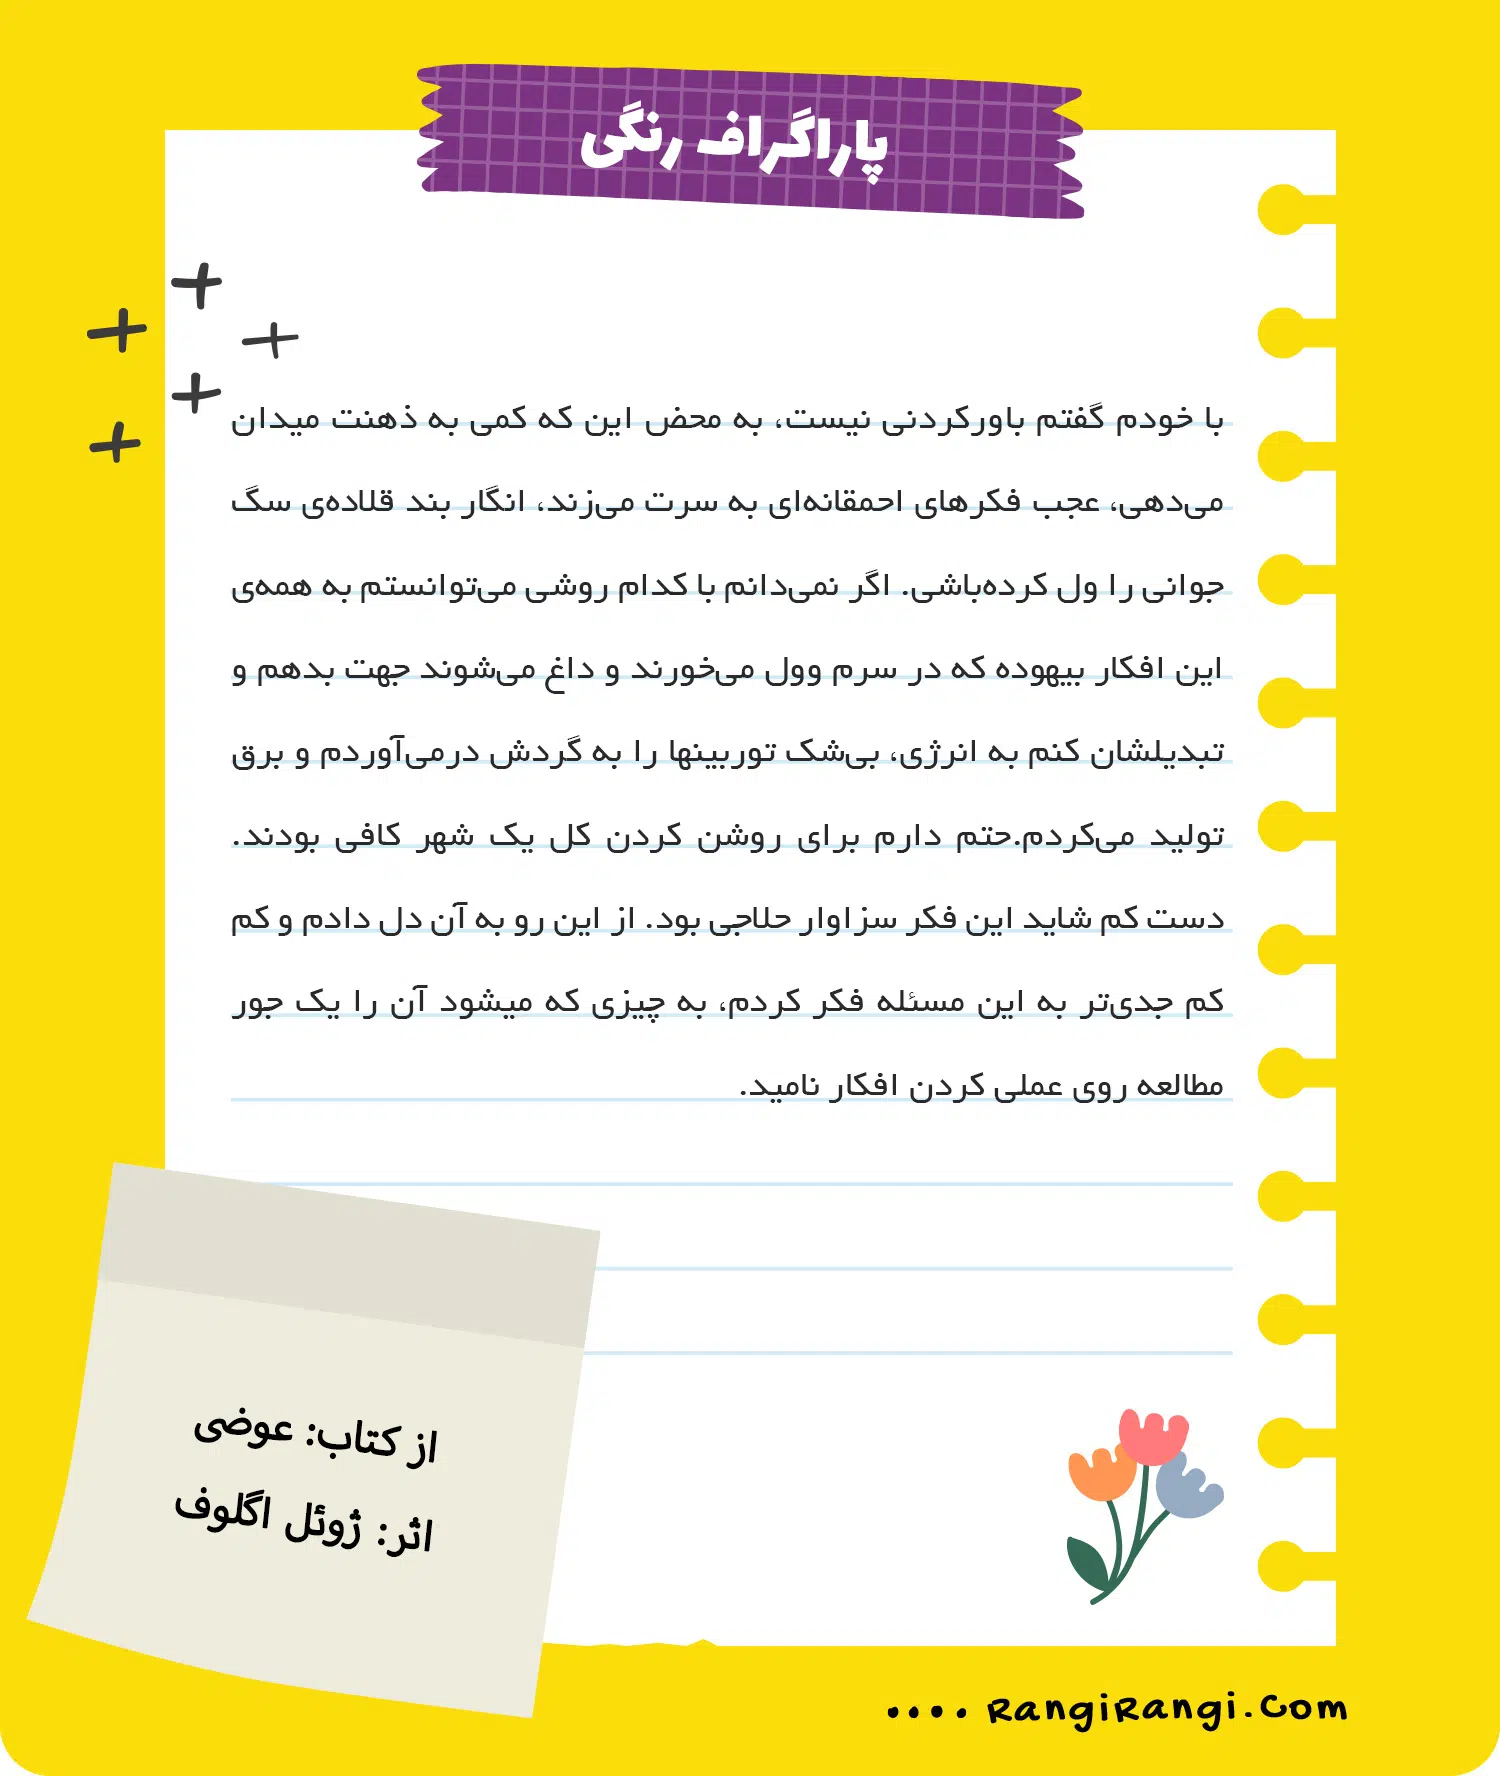 پاراگراف رنگی
با خودم گفتم باورکردنی نیست، به محض این که کمی به ذهنت میدان
می‌دهی، عجب فکرهای احمقانه‌ای به سرت می‌زند، انگار بند قلاده‌ی سگ
جوانی را ول کرده‌باشی. اگر نمی‌دانم با کدام روشی می‌توانستم به همه‌ی
این افکار بیهوده که در سرم وول می‌خورند و داغ می‌شوند جهت بدهم و
تبدیلشان کنم به انرژی، بی‌شک توربینها را به گردش درمی‌آوردم و برق
تولید می‌کردم.حتم دارم برای روشن کردن کل یک شهر کافی بودند.
دست کم شاید این فکر سزاوار حلاجی بود. از این رو به آن دل دادم و کم
کم جدی‌تر به این مسئله فکر کردم، به چیزی که میشود آن را یک جور
مطالعه روی عملی کردن افکار نامید.
از کتاب: عوضی
اثر: ژوئل اگلوف
.... RangiRangi.Com